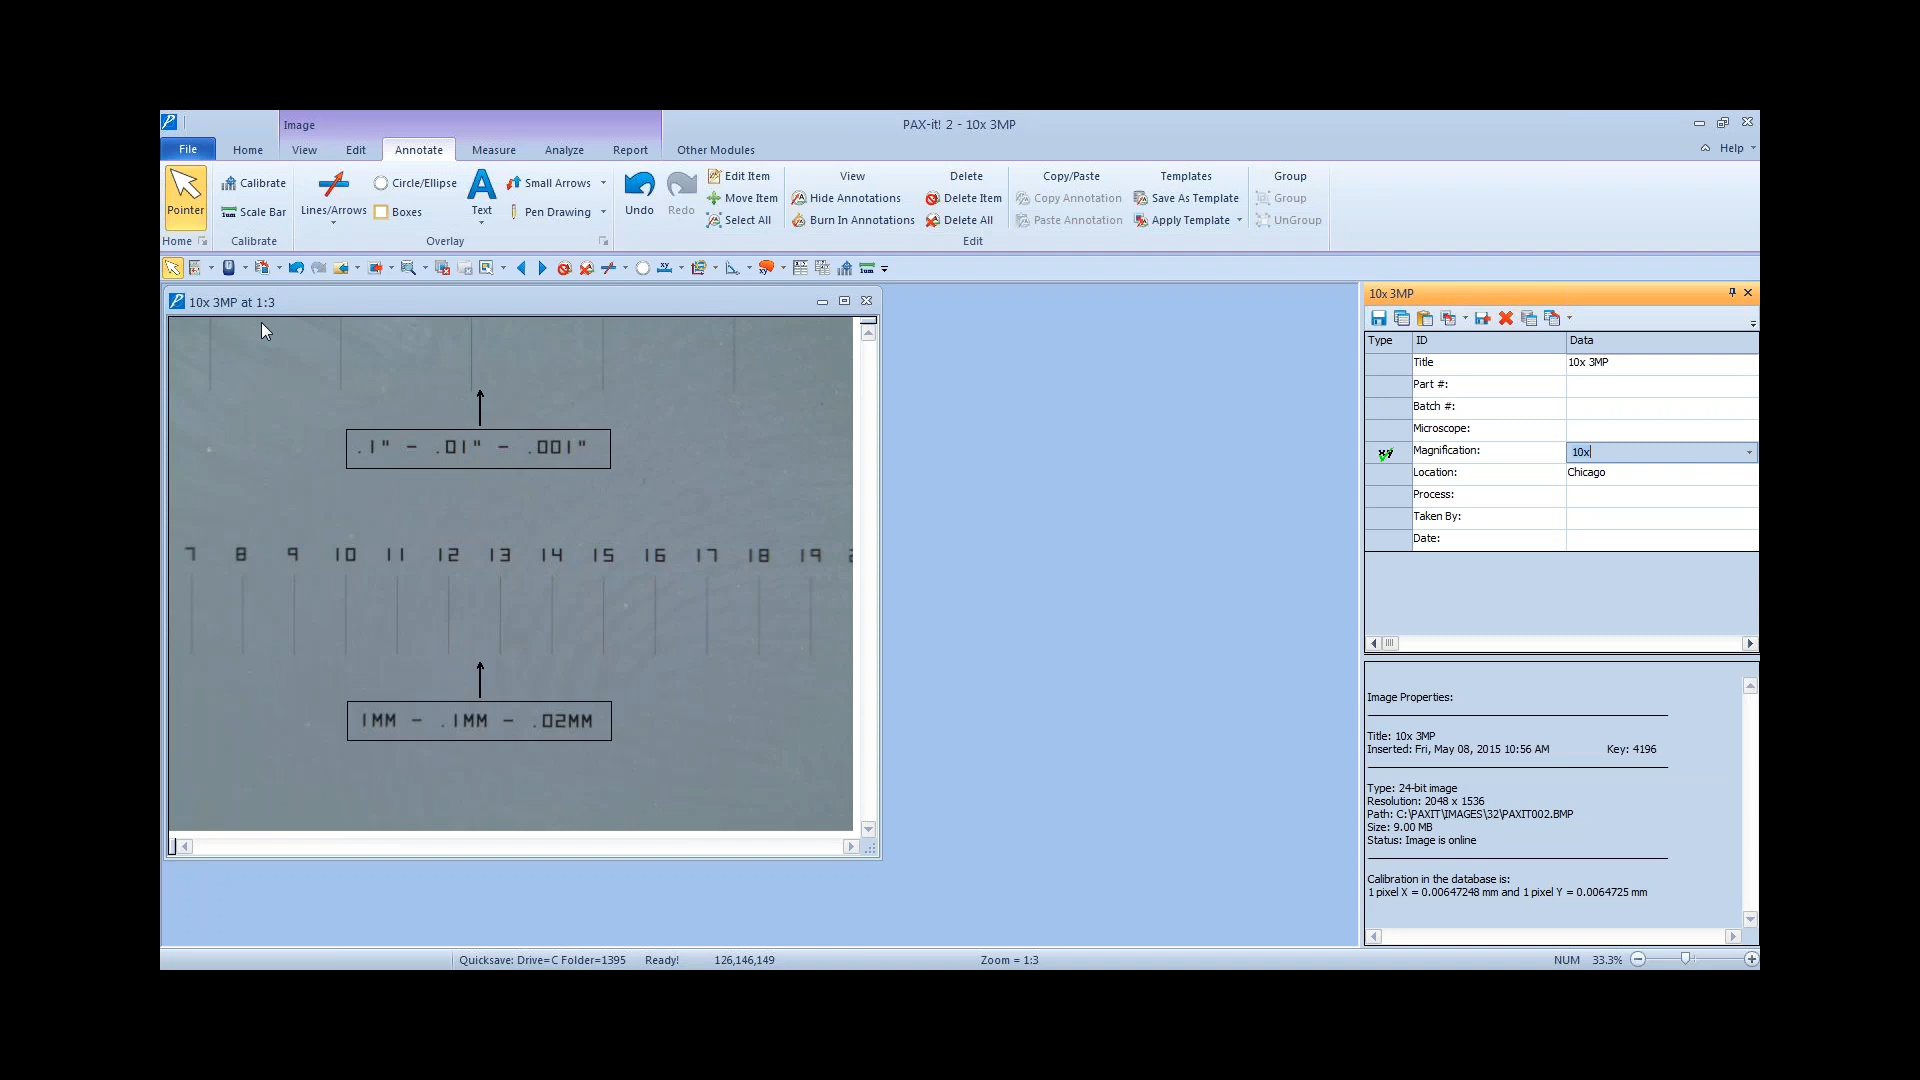 Image
PAX-it! 2 - 10x 3MP
File Home View Edit Annotate Measure Analyze Report Other Modules Help
Pointer
Calibrate
Scale Bar
Lines/Arrows
Circle/Ellipse
Boxes
Text
Small Arrows
Pen Drawing
Undo
Redo
Edit Item
Move Item
Select All
View
Hide Annotations
Burn In Annotations
Delete
Delete Item
Delete All
Copy/Paste
Copy Annotation
Paste Annotation
Templates
Save As Template
Apply Template
Group
Group
UnGroup
Home Calibrate Overlay Edit
10x 3MP at 1:3
.1" - .01" - .001"
7 8 9 10 11 12 13 14 15 16 17 18 19
1MM - .1MM - .02MM
10x 3MP
Type ID Data
Title 10x 3MP
Part #:
Batch #:
Microscope:
Magnification: 10x
Location: Chicago
Process:
Taken By:
Date:
Image Properties:
Title: 10x 3MP
Inserted: Fri, May 08, 2015 10:56 AM Key: 4196
Type: 24-bit image
Resolution: 2048 x 1536
Path: C:\PAXIT\IMAGES\32\PAXIT002.BMP
Size: 9.00 MB
Status: Image is online
Calibration in the database is:
1 pixel X = 0.00647248 mm and 1 pixel Y = 0.0064725 mm
Quicksave: Drive=C Folder=1395 Ready! 126,146,149 Zoom = 1:3 NUM 33.3%